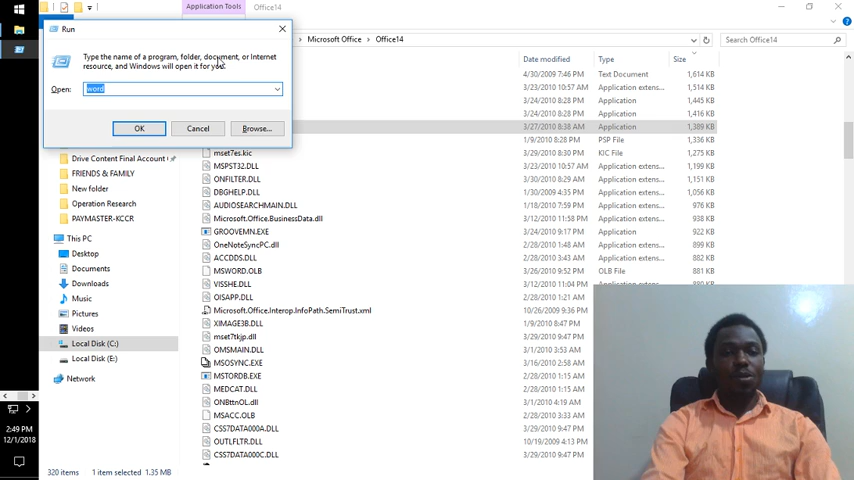 Application Tools
Office14
Microsoft Office > Office14
Search Office14
Run
Type the name of a program, folder, document, or Internet
resource, and Windows will open it for you.
Open:
word
OK
Cancel
Browse...
Date modified
Type
Size
4/30/2009 7:46 PM Text Document 1,614 KB
3/23/2010 10:57 AM Application extens... 1,514 KB
3/24/2010 8:28 PM Application extens... 1,445 KB
3/24/2010 8:28 PM Application 1,416 KB
3/27/2010 8:38 AM Application 1,389 KB
1/9/2010 8:28 PM PSP File 1,336 KB
mset7es.kic 3/29/2010 8:30 PM KIC File 1,275 KB
MSPST32.DLL 3/23/2010 10:57 AM Application extens... 1,199 KB
ONFILTER.DLL 3/30/2010 8:29 AM Application extens... 1,151 KB
DBGHELP.DLL 1/30/2009 4:35 PM Application extens... 1,056 KB
AUDIOSEARCHMAIN.DLL 1/18/2010 7:59 PM Application extens... 976 KB
Microsoft.Office.BusinessData.dll 3/12/2010 11:58 PM Application extens... 938 KB
GROOVEMN.EXE 3/24/2010 9:17 PM Application 922 KB
OneNoteSyncPC.dll 2/28/2010 1:48 AM Application extens... 899 KB
ACCDDS.DLL 2/28/2010 3:43 AM Application extens... 882 KB
MSWORD.OLB 3/26/2010 9:52 PM OLB File 881 KB
VISSHE.DLL 3/12/2010 11:04 PM Application extens... 880 KB
OISAPP.DLL 2/28/2010 1:21 AM
Microsoft.Office.Interop.InfoPath.SemiTrust.xml 10/26/2009 9:36 PM
XIMAGE3B.DLL 1/9/2010 8:47 PM
mset7tkjp.dll 3/29/2010 9:47 PM
OMSMAIN.DLL 3/1/2010 3:53 AM
MSOSYNC.EXE 3/16/2010 2:58 AM
MSTORDB.EXE 2/28/2010 1:15 AM
MEDCAT.DLL 2/28/2010 1:15 AM
ONBttnOL.dll 3/1/2010 4:19 AM
MSACC.OLB 2/28/2010 3:33 AM
CSS7DATA000A.DLL 3/29/2010 9:47 PM
OUTLFLTR.DLL 10/19/2009 4:13 PM
CSS7DATA000C.DLL 3/29/2010 9:47 PM
Drive Content Final Account
FRIENDS & FAMILY
New folder
Operation Research
PAYMASTER-KCCR
This PC
Desktop
Documents
Downloads
Music
Pictures
Videos
Local Disk (C:)
Local Disk (E:)
Network
2:49 PM
12/1/2018
320 items 1 item selected 1.35 MB